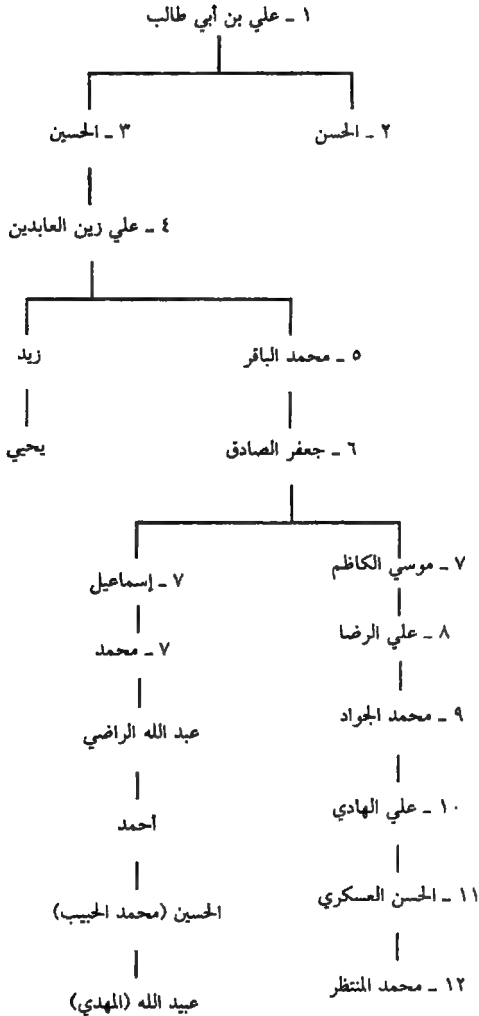 ١ ـ علي بن أبي طالب
٢ ـ الحسن
٣ ـ الحسين
٤ ـ علي زين العابدين
٥ ـ محمد الباقر
زيد
٦ ـ جعفر الصادق
يحيي
٧ ـ موسي الكاظم
٧ ـ إسماعيل
٨ ـ علي الرضا
٧ ـ محمد
٩ ـ محمد الجواد
عبد الله الراضي
١٠ ـ علي الهادي
أحمد
١١ ـ الحسن العسكري
الحسين (محمد الحبيب)
١٢ ـ محمد المنتظر
عبيد الله (المهدي)